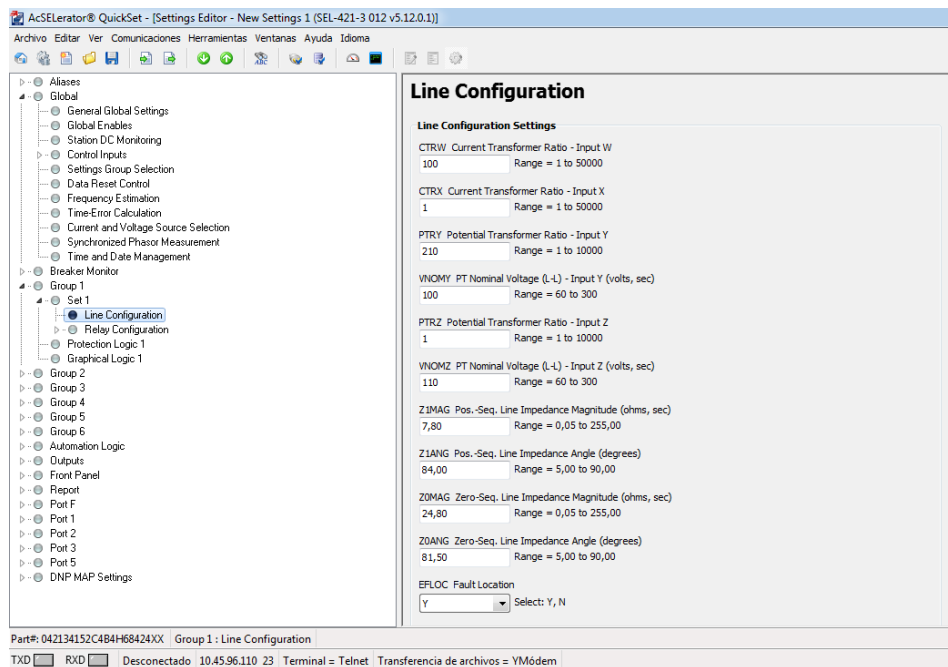 AcSELerator® QuickSet - [Settings Editor - New Settings 1 (SEL-421-3 012 v5.12.0.1)]
Archivo Editar Ver Comunicaciones Herramientas Ventanas Ayuda Idioma
Aliases
Global
General Global Settings
Global Enables
Station DC Monitoring
Control Inputs
Settings Group Selection
Data Reset Control
Frequency Estimation
Time-Error Calculation
Current and Voltage Source Selection
Synchronized Phasor Measurement
Time and Date Management
Breaker Monitor
Group 1
Set 1
Line Configuration
Relay Configuration
Protection Logic 1
Graphical Logic 1
Group 2
Group 3
Group 4
Group 5
Group 6
Automation Logic
Outputs
Front Panel
Report
Port F
Port 1
Port 2
Port 3
Port 5
DNP MAP Settings
Line Configuration
Line Configuration Settings
CTRW Current Transformer Ratio - Input W
100 Range = 1 to 50000
CTRX Current Transformer Ratio - Input X
1 Range = 1 to 50000
PTRY Potential Transformer Ratio - Input Y
210 Range = 1 to 10000
VNOMY PT Nominal Voltage (L-L) - Input Y (volts, sec)
100 Range = 60 to 300
PTRZ Potential Transformer Ratio - Input Z
1 Range = 1 to 10000
VNOMZ PT Nominal Voltage (L-L) - Input Z (volts, sec)
110 Range = 60 to 300
Z1MAG Pos.-Seq. Line Impedance Magnitude (ohms, sec)
7,80 Range = 0,05 to 255,00
Z1ANG Pos.-Seq. Line Impedance Angle (degrees)
84,00 Range = 5,00 to 90,00
Z0MAG Zero-Seq. Line Impedance Magnitude (ohms, sec)
24,80 Range = 0,05 to 255,00
Z0ANG Zero-Seq. Line Impedance Angle (degrees)
81,50 Range = 5,00 to 90,00
EFLOC Fault Location
Y Select: Y, N
Part#: 042134152C4B4H68424XX Group 1 : Line Configuration
TXD RXD Desconectado 10.45.96.110 23 Terminal = Telnet Transferencia de archivos = YMódem